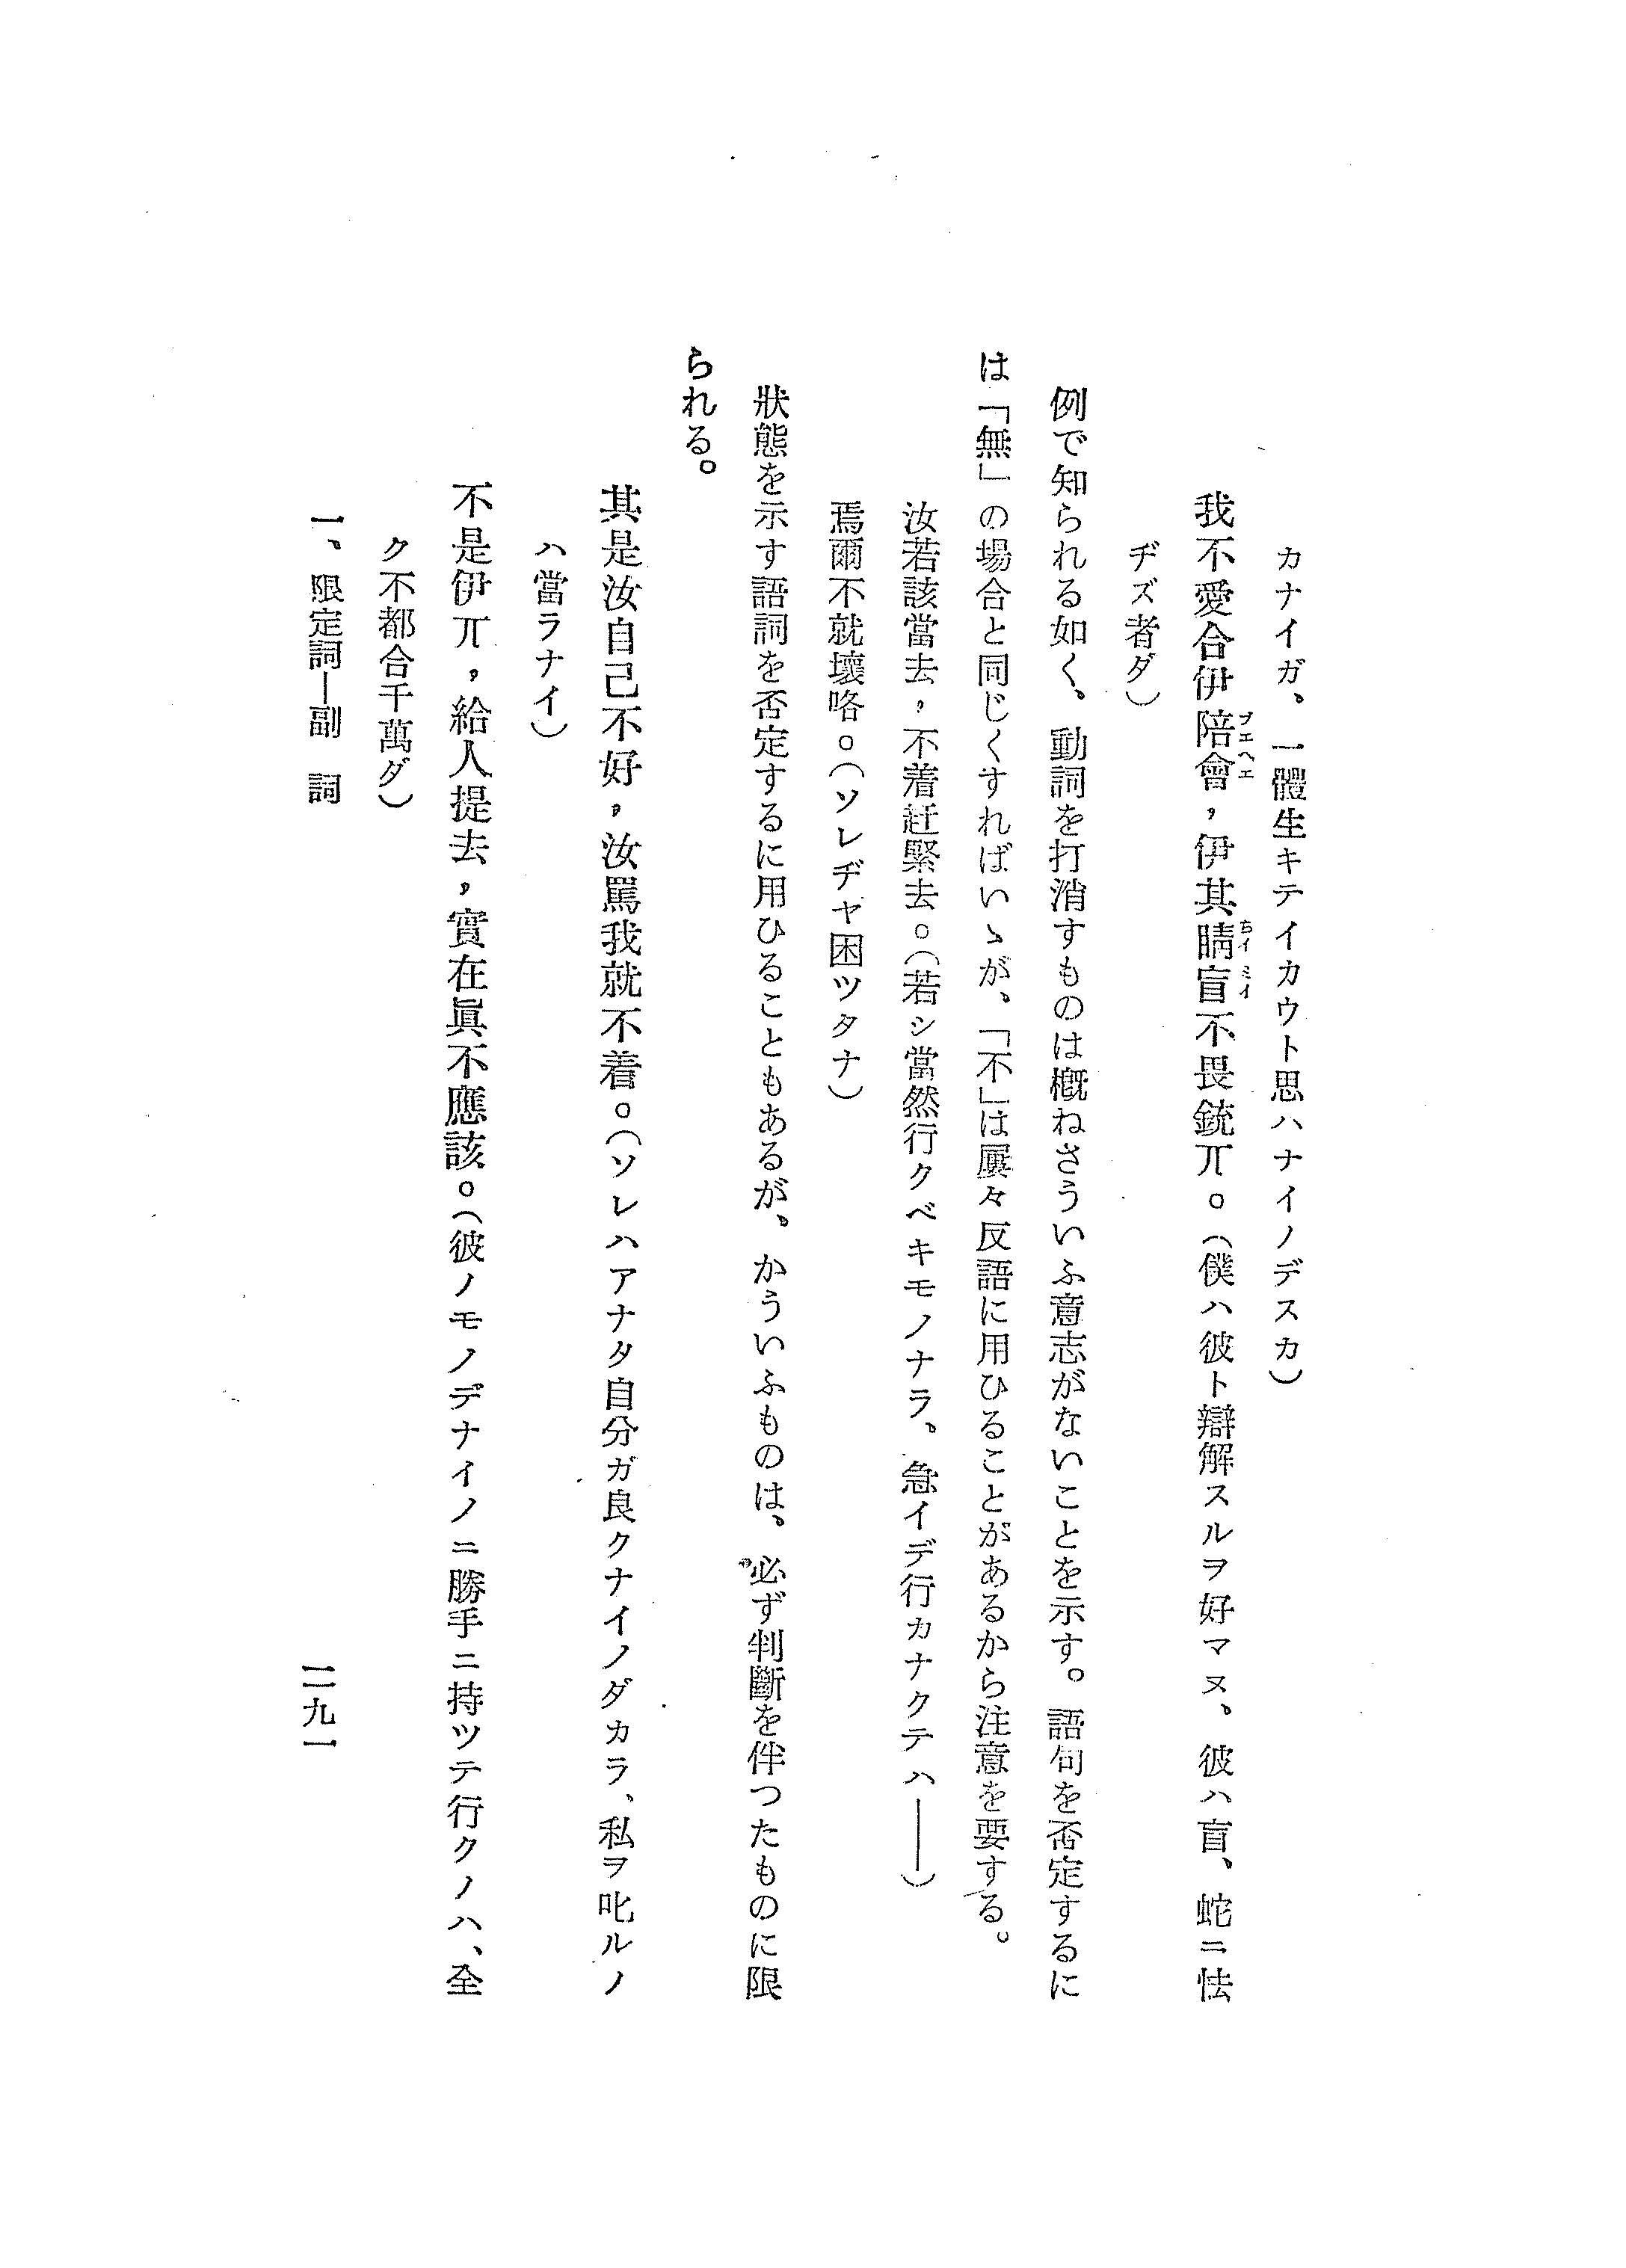 カナイガ、一體生キテイカウト思ハナイノデスカ)
我不愛合伊陪會,伊其睛盲不畏銃兀。(僕ハ彼ト辯解スルヲ好マヌ、彼ハ盲、蛇ニ怯
ブエヘエ
ちイミイ
ヂズ者ダ)
例で知られる如く、動詞を打消すものは槪ねさういふ意志がないことを示す。語句を否定するに
は「無」の場合と同じくすればいゝが、「不」は屢々反語に用ひることがあるから注意を要する。
汝若該當去,不着赶緊去。(若シ當然行クベキモノナラ、急イデ行カナクテハ――)
焉爾不就壞咯。(ソレヂヤ困ツタナ)
狀態を示す語詞を否定するに用ひることもあるが、かういふものは、必ず判斷を伴つたものに限
られる。
其是汝自己不好,汝罵我就不着。(ソレハアナタ自分ガ良クナイノダカラ、私ヲ叱ルノ
ハ當ラナイ)
不是伊兀,給人提去,實在眞不應該。(彼ノモノデナイノニ勝手ニ持ツテ行クノハ、全
ク不都合千萬ダ)
一、限定詞―副 詞
二九一